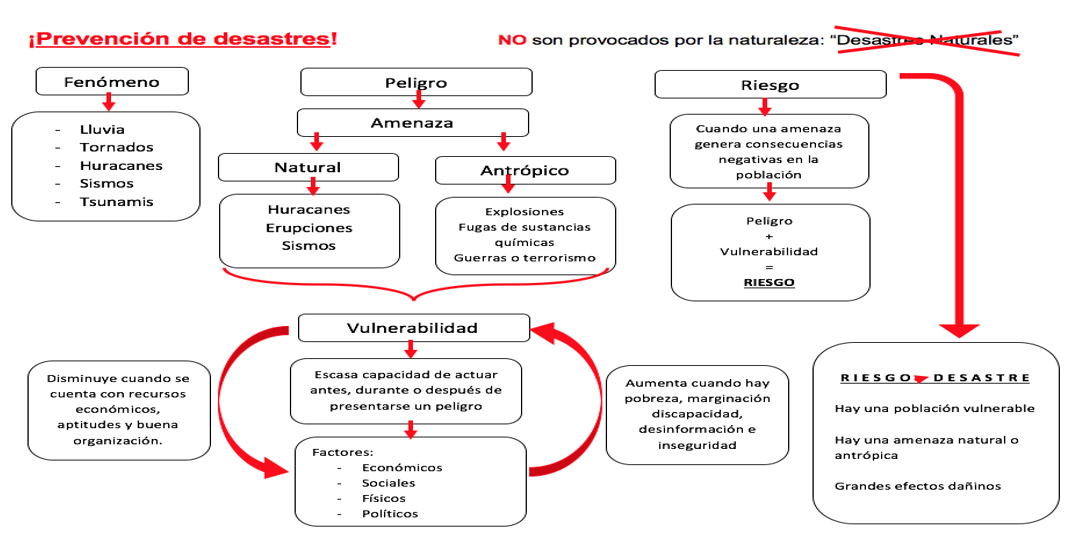 ¡Prevención de desastres!
NO son provocados por la naturaleza: “Desastres Naturales”
Fenómeno
- Lluvia
- Tornados
- Huracanes
- Sismos
- Tsunamis
Peligro
Amenaza
Natural
Huracanes
Erupciones
Sismos
Antrópico
Explosiones
Fugas de sustancias
químicas
Guerras o terrorismo
Riesgo
Cuando una amenaza
genera consecuencias
negativas en la
población
Peligro
+
Vulnerabilidad
=
RIESGO
Vulnerabilidad
Escasa capacidad de actuar
antes, durante o después de
presentarse un peligro
Factores:
- Económicos
- Sociales
- Físicos
- Políticos
Disminuye cuando se
cuenta con recursos
económicos,
aptitudes y buena
organización.
Aumenta cuando hay
pobreza, marginación
discapacidad,
desinformación e
inseguridad
RIESGO DESASTRE
Hay una población vulnerable
Hay una amenaza natural o
antrópica
Grandes efectos dañinos